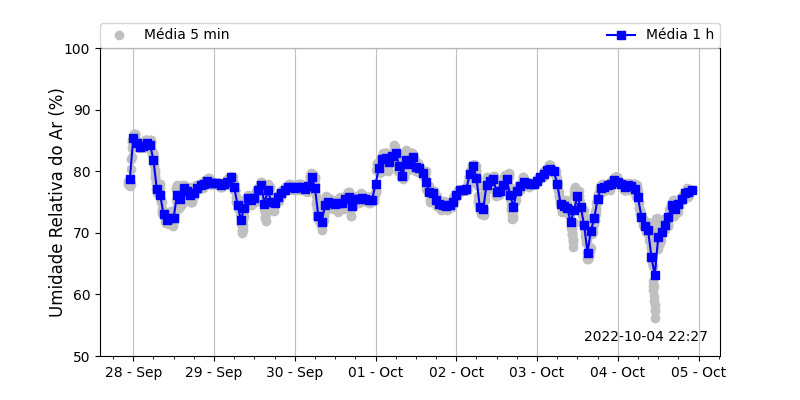 Média 5 min
Média 1 h
Umidade Relativa do Ar (%)
100
90
80
70
60
50
2022-10-04 22:27
28 - Sep
29 - Sep
30 - Sep
01 - Oct
02 - Oct
03 - Oct
04 - Oct
05 - Oct